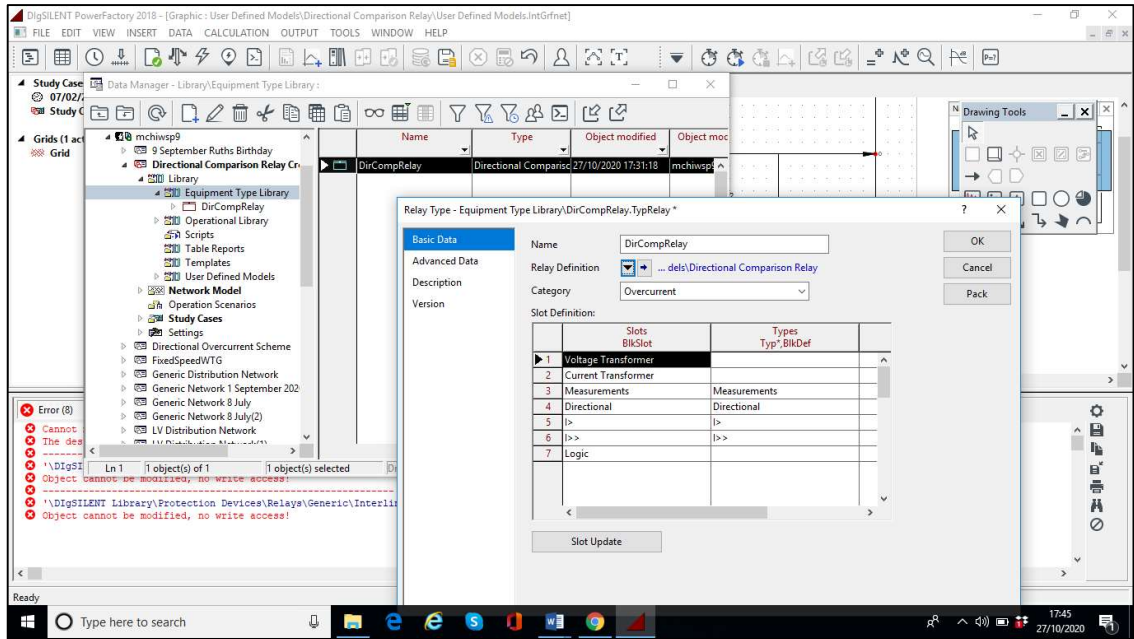 DIgSILENT PowerFactory 2018 - [Graphic : User Defined Models\Directional Comparison Relay\User Defined Models.IntGrfnet]
FILE EDIT VIEW INSERT DATA CALCULATION OUTPUT TOOLS WINDOW HELP
Study Case
07/02/
Study C
Grids (1 act
Grid
Data Manager - Library\Equipment Type Library :
mchiwsp9
9 September Ruths Birthday
Directional Comparison Relay Cr
Library
Equipment Type Library
DirCompRelay
Operational Library
Scripts
Table Reports
Templates
User Defined Models
Network Model
Operation Scenarios
Study Cases
Settings
Directional Overcurrent Scheme
FixedSpeedWTG
Generic Distribution Network
Generic Network 1 September 202
Generic Network 8 July
Generic Network 8 July(2)
LV Distribution Network
LV Distribution Network(1)
Name Type Object modified Object mod
DirCompRelay Directional Comparisc 27/10/2020 17:31:18 mchiwsp9
Ln 1 1 object(s) of 1 1 object(s) selected
Drawing Tools
Relay Type - Equipment Type Library\DirCompRelay.TypRelay *
? ×
Basic Data
Advanced Data
Description
Version
Name DirCompRelay
Relay Definition ... dels\Directional Comparison Relay
Category Overcurrent
Slot Definition:
Slots Types
BlkSlot Typ*,BlkDef
1 Voltage Transformer
2 Current Transformer
3 Measurements Measurements
4 Directional Directional
5 I> I>
6 I>> I>>
7 Logic
Slot Update
OK
Cancel
Pack
Error (8)
Cannot
The des
'\DIgSI
Object cannot be modified, no write access!
'\DIgSILENT Library\Protection Devices\Relays\Generic\Interli
Object cannot be modified, no write access!
Ready
Type here to search
17:45
27/10/2020